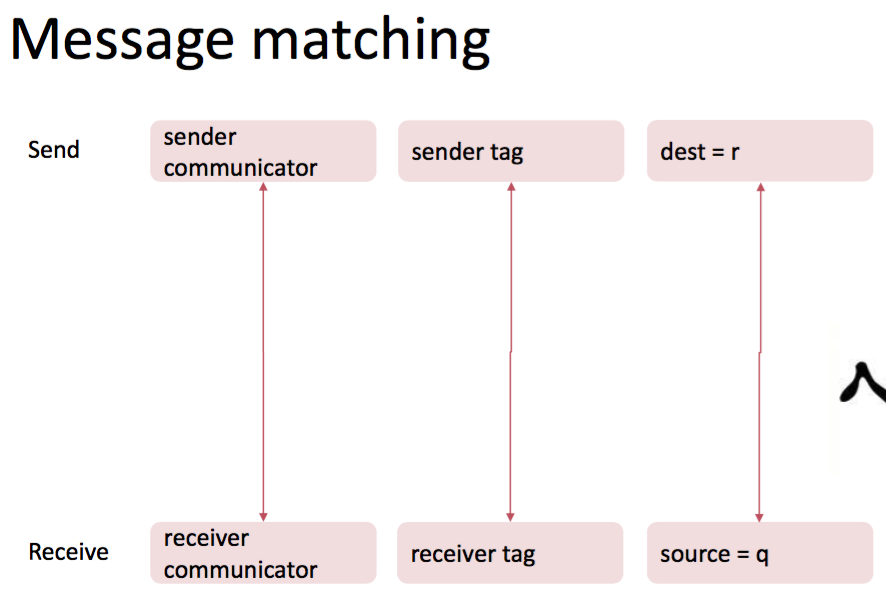 Message matching
Send
sender
communicator
sender tag
dest = r
Receive
receiver
communicator
receiver tag
source = q